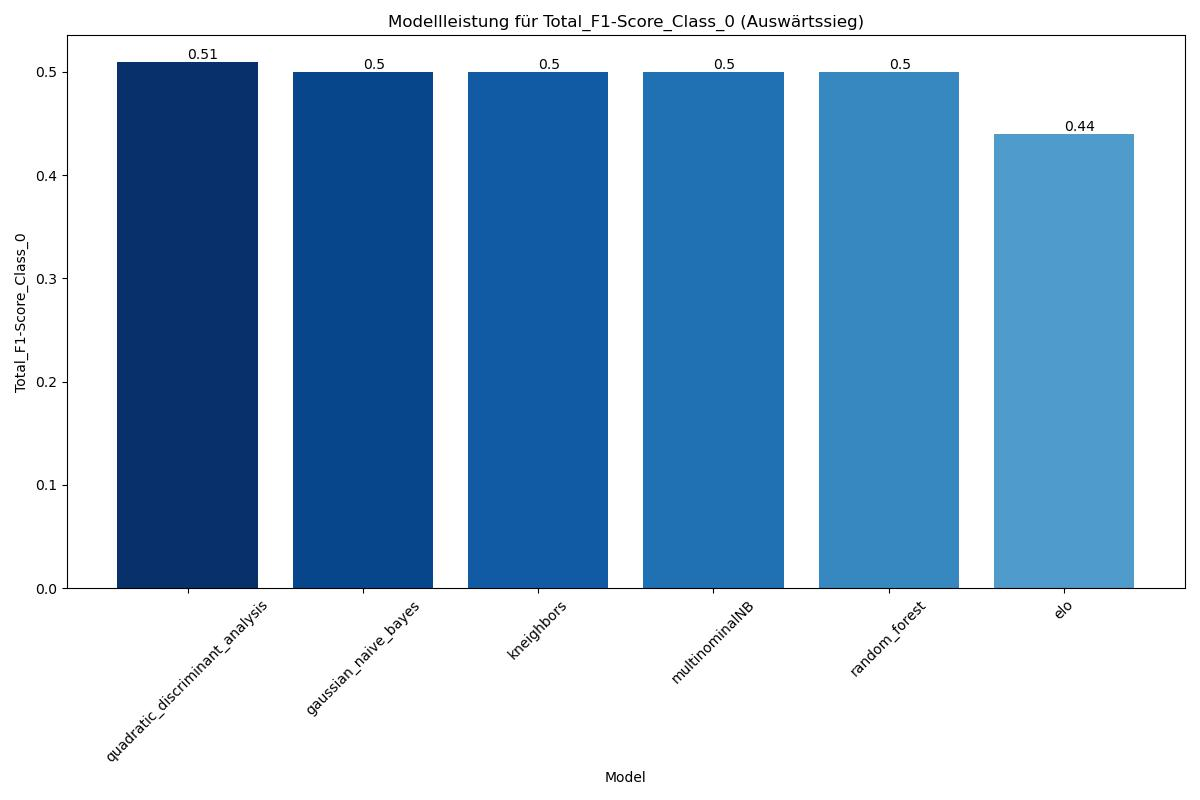 Modellleistung für Total_F1-Score_Class_0 (Auswärtssieg)
Total_F1-Score_Class_0
0.5
0.4
0.3
0.2
0.1
0.0
0.51
0.5
0.5
0.5
0.5
0.44
quadratic_discriminant_analysis
gaussian_naive_bayes
kneighbors
multinominalNB
random_forest
elo
Model